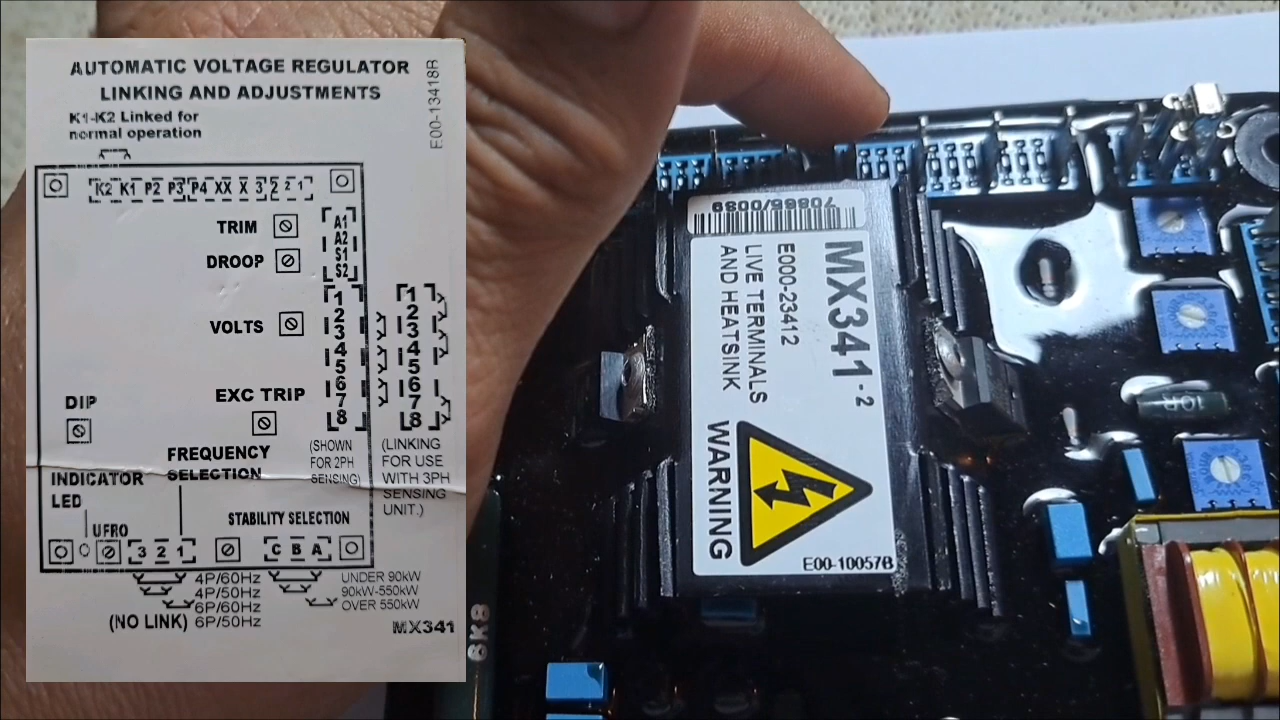 AUTOMATIC VOLTAGE REGULATOR
LINKING AND ADJUSTMENTS
E00-13418R
K1-K2 Linked for
normal operation
K2 K1 P2 P3 P4 XX X 3 2 2 1
TRIM
DROOP
A1
A2
S1
S2
VOLTS
1
2
3
4
5
6
7
8
1
2
3
4
5
6
7
8
EXC TRIP
DIP
FREQUENCY
SELECTION
(SHOWN
FOR 2PH
SENSING)
(LINKING
FOR USE
WITH 3PH
SENSING
UNIT.)
INDICATOR
LED
UFRO
STABILITY SELECTION
3 2 1
C B A
4P/60Hz
4P/50Hz
6P/60Hz
(NO LINK) 6P/50Hz
UNDER 90kW
90kW-550kW
OVER 550kW
MX341
70865/0039
MX341-2
E000-23412
LIVE TERMINALS
AND HEATSINK
WARNING
E00-10057B
10R
6K8